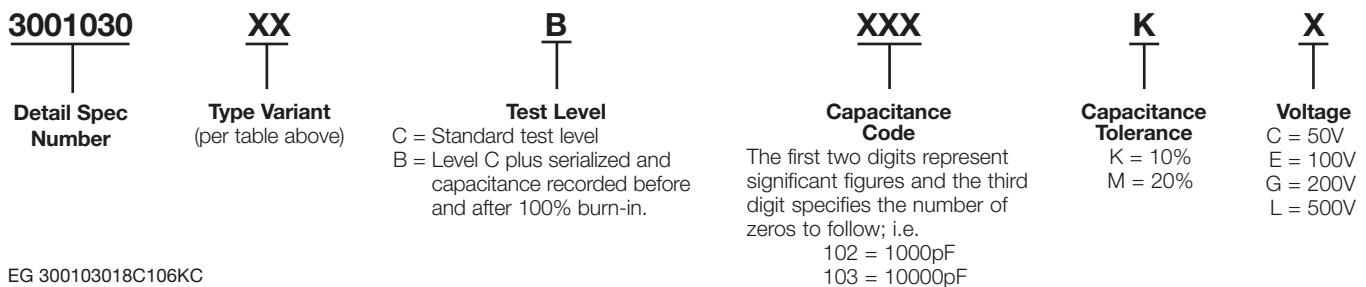 3001030
Detail Spec
Number
XX
Type Variant
(per table above)
B
Test Level
C = Standard test level
B = Level C plus serialized and
capacitance recorded before
and after 100% burn-in.
XXX
Capacitance
Code
The first two digits represent
significant figures and the third
digit specifies the number of
zeros to follow; i.e.
102 = 1000pF
103 = 10000pF
K
Capacitance
Tolerance
K = 10%
M = 20%
X
Voltage
C = 50V
E = 100V
G = 200V
L = 500V
EG 300103018C106KC